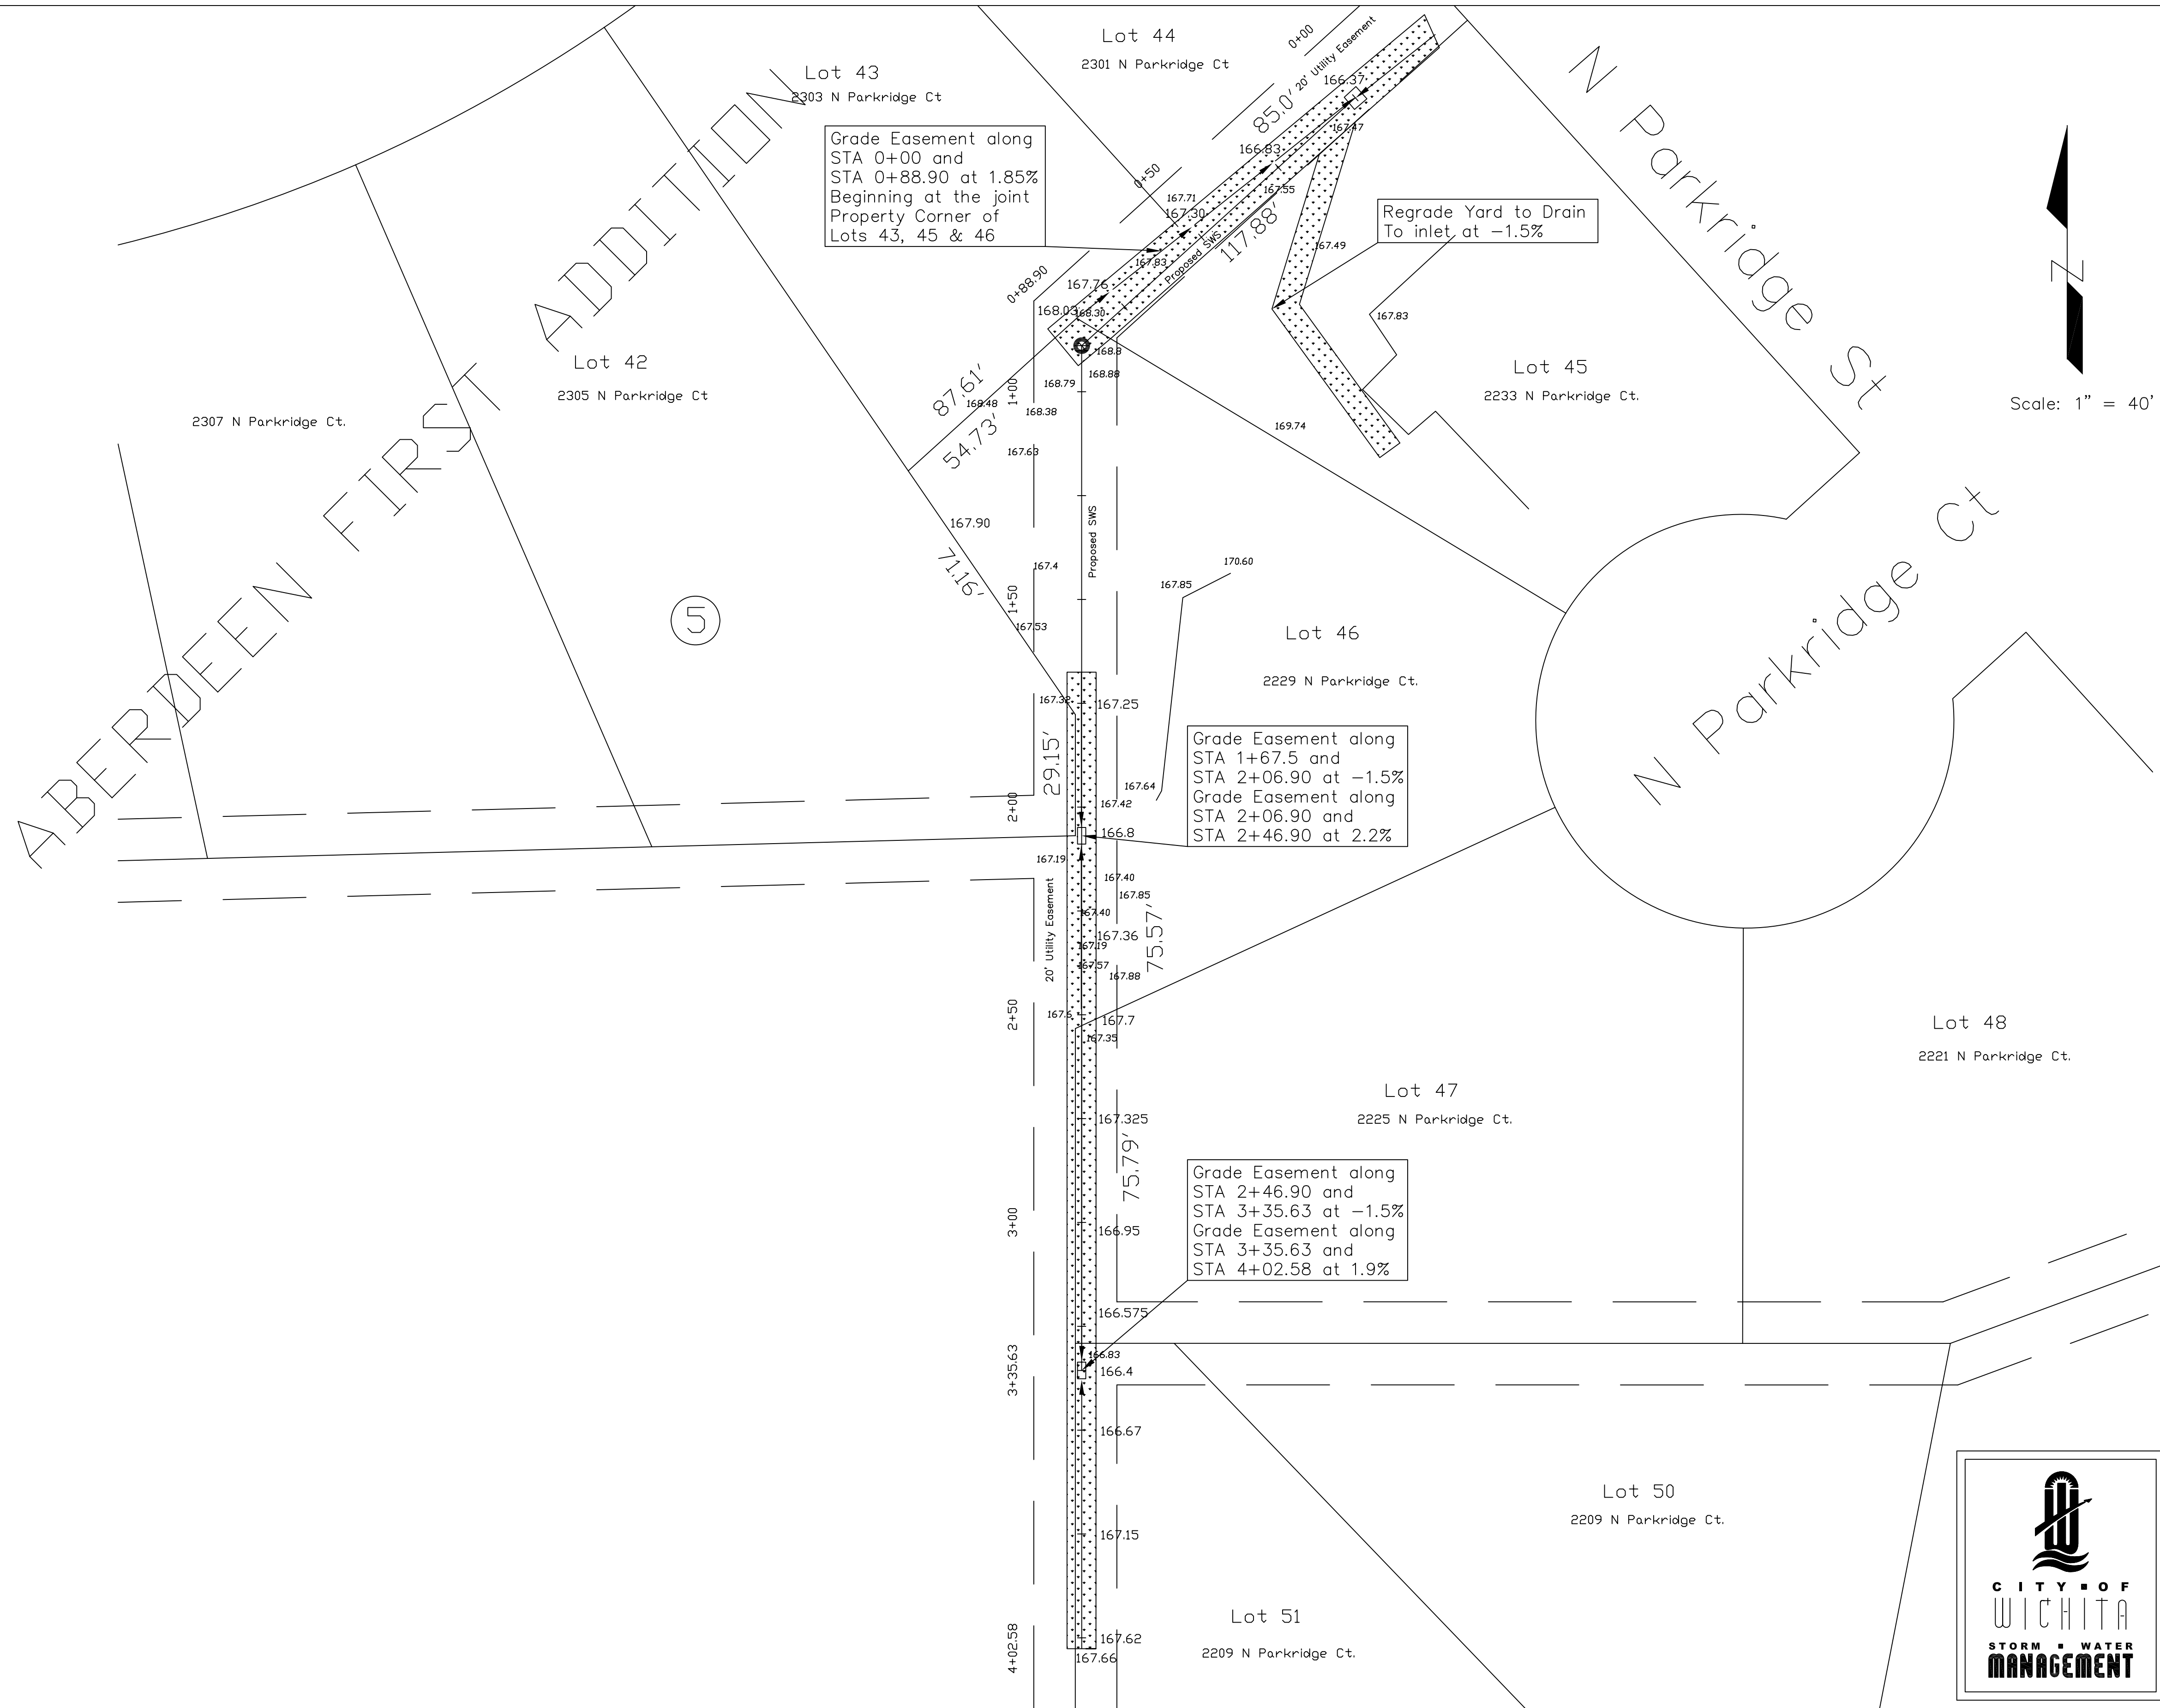 Lot 44
2301 N Parkridge Ct
Lot 43
2303 N Parkridge Ct
0+00
20' Utility Easement
85.0'
166.37
167.47
166.83
0+50
167.55
167.71
167.30
117.88'
Proposed SWS
167.83
0+88.90
167.76
168.03
168.30
Grade Easement along
STA 0+00 and
STA 0+88.90 at 1.85%
Beginning at the joint
Property Corner of
Lots 43, 45 & 46
Regrade Yard to Drain
To inlet at −1.5%
167.49
167.83
N Parkridge St
N
Scale: 1" = 40'
Lot 45
2233 N Parkridge Ct.
169.74
ABERDEEN FIRST ADDITION
Lot 42
2305 N Parkridge Ct
2307 N Parkridge Ct.
5
168.8
168.88
168.79
1+00
87.61'
168.48
168.38
54.73'
167.63
167.90
71.16'
Proposed SWS
167.4
1+50
167.53
170.60
167.85
Lot 46
2229 N Parkridge Ct.
N Parkridge Ct
167.32
167.25
29.15'
167.64
2+00
167.42
166.8
Grade Easement along
STA 1+67.5 and
STA 2+06.90 at −1.5%
Grade Easement along
STA 2+06.90 and
STA 2+46.90 at 2.2%
167.19
20' Utility Easement
167.40
167.85
167.40
167.36
167.19
75.57'
167.57
167.88
2+50
167.6
167.7
167.35
Lot 48
2221 N Parkridge Ct.
Lot 47
2225 N Parkridge Ct.
167.325
75.79'
3+00
166.95
Grade Easement along
STA 2+46.90 and
STA 3+35.63 at −1.5%
Grade Easement along
STA 3+35.63 and
STA 4+02.58 at 1.9%
166.575
3+35.63
166.83
166.4
166.67
167.15
Lot 50
2209 N Parkridge Ct.
Lot 51
2209 N Parkridge Ct.
4+02.58
167.62
167.66
CITY ▪ OF
WICHITA
STORM ▪ WATER
MANAGEMENT